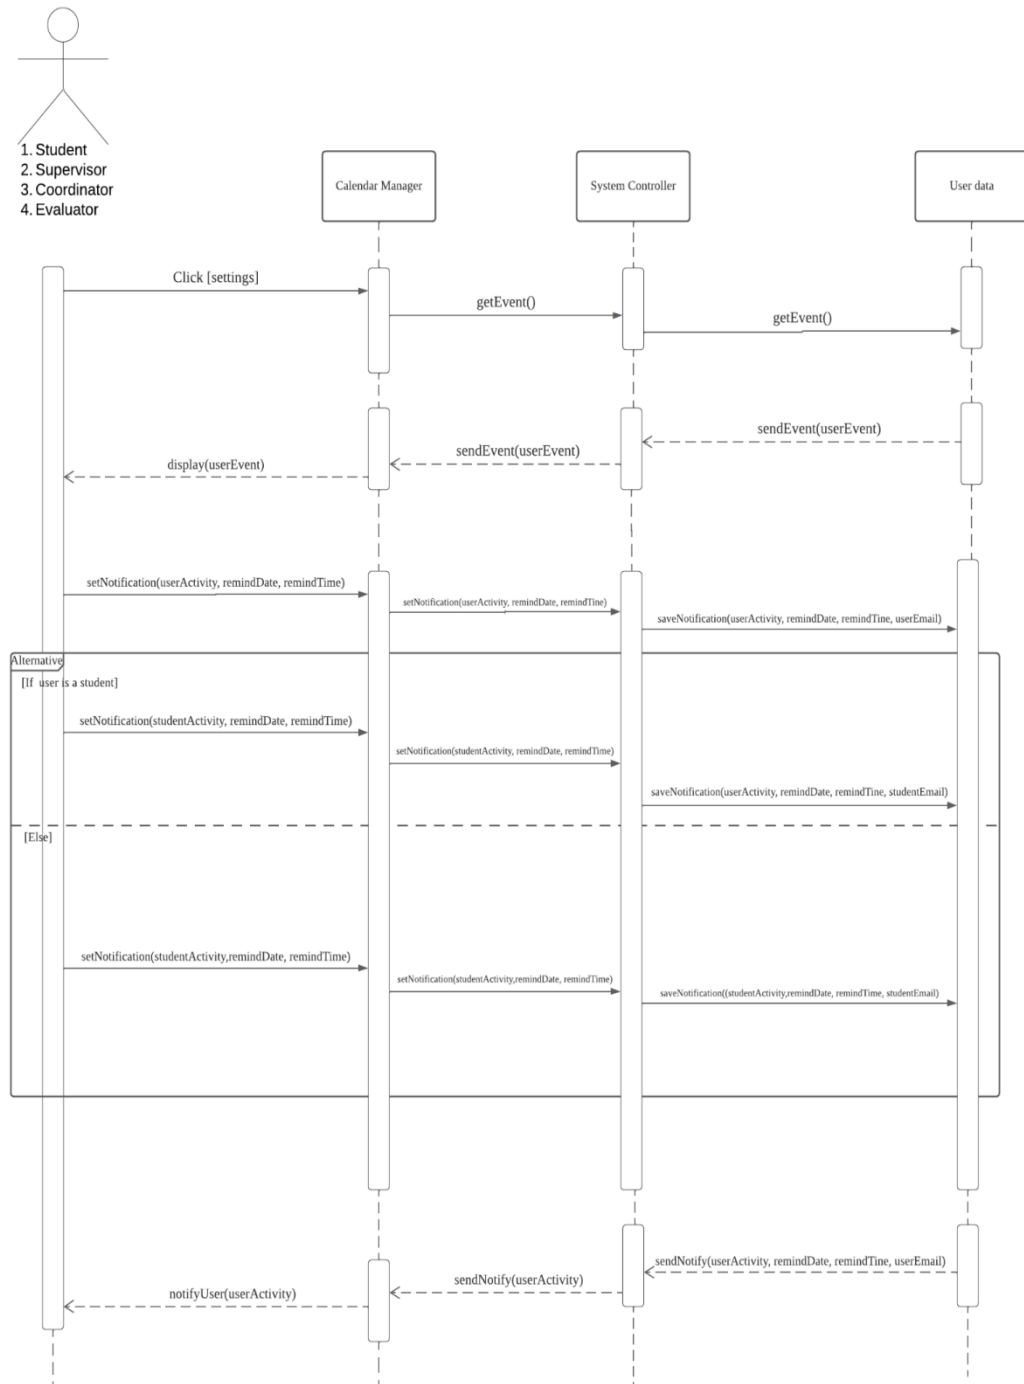 1. Student
2. Supervisor
3. Coordinator
4. Evaluator
Calendar Manager
System Controller
User data
Click [settings]
getEvent()
getEvent()
sendEvent(userEvent)
sendEvent(userEvent)
display(userEvent)
setNotification(userActivity, remindDate, remindTime)
setNotification(userActivity, remindDate, remindTine)
saveNotification(userActivity, remindDate, remindTine, userEmail)
Alternative
[If user is a student]
setNotification(studentActivity, remindDate, remindTime)
setNotification(studentActivity, remindDate, remindTime)
saveNotification(userActivity, remindDate, remindTine, studentEmail)
[Else]
setNotification(studentActivity,remindDate, remindTime)
setNotification(studentActivity,remindDate, remindTime)
saveNotification((studentActivity,remindDate, remindTime, studentEmail)
sendNotify(userActivity, remindDate, remindTine, userEmail)
sendNotify(userActivity)
notifyUser(userActivity)